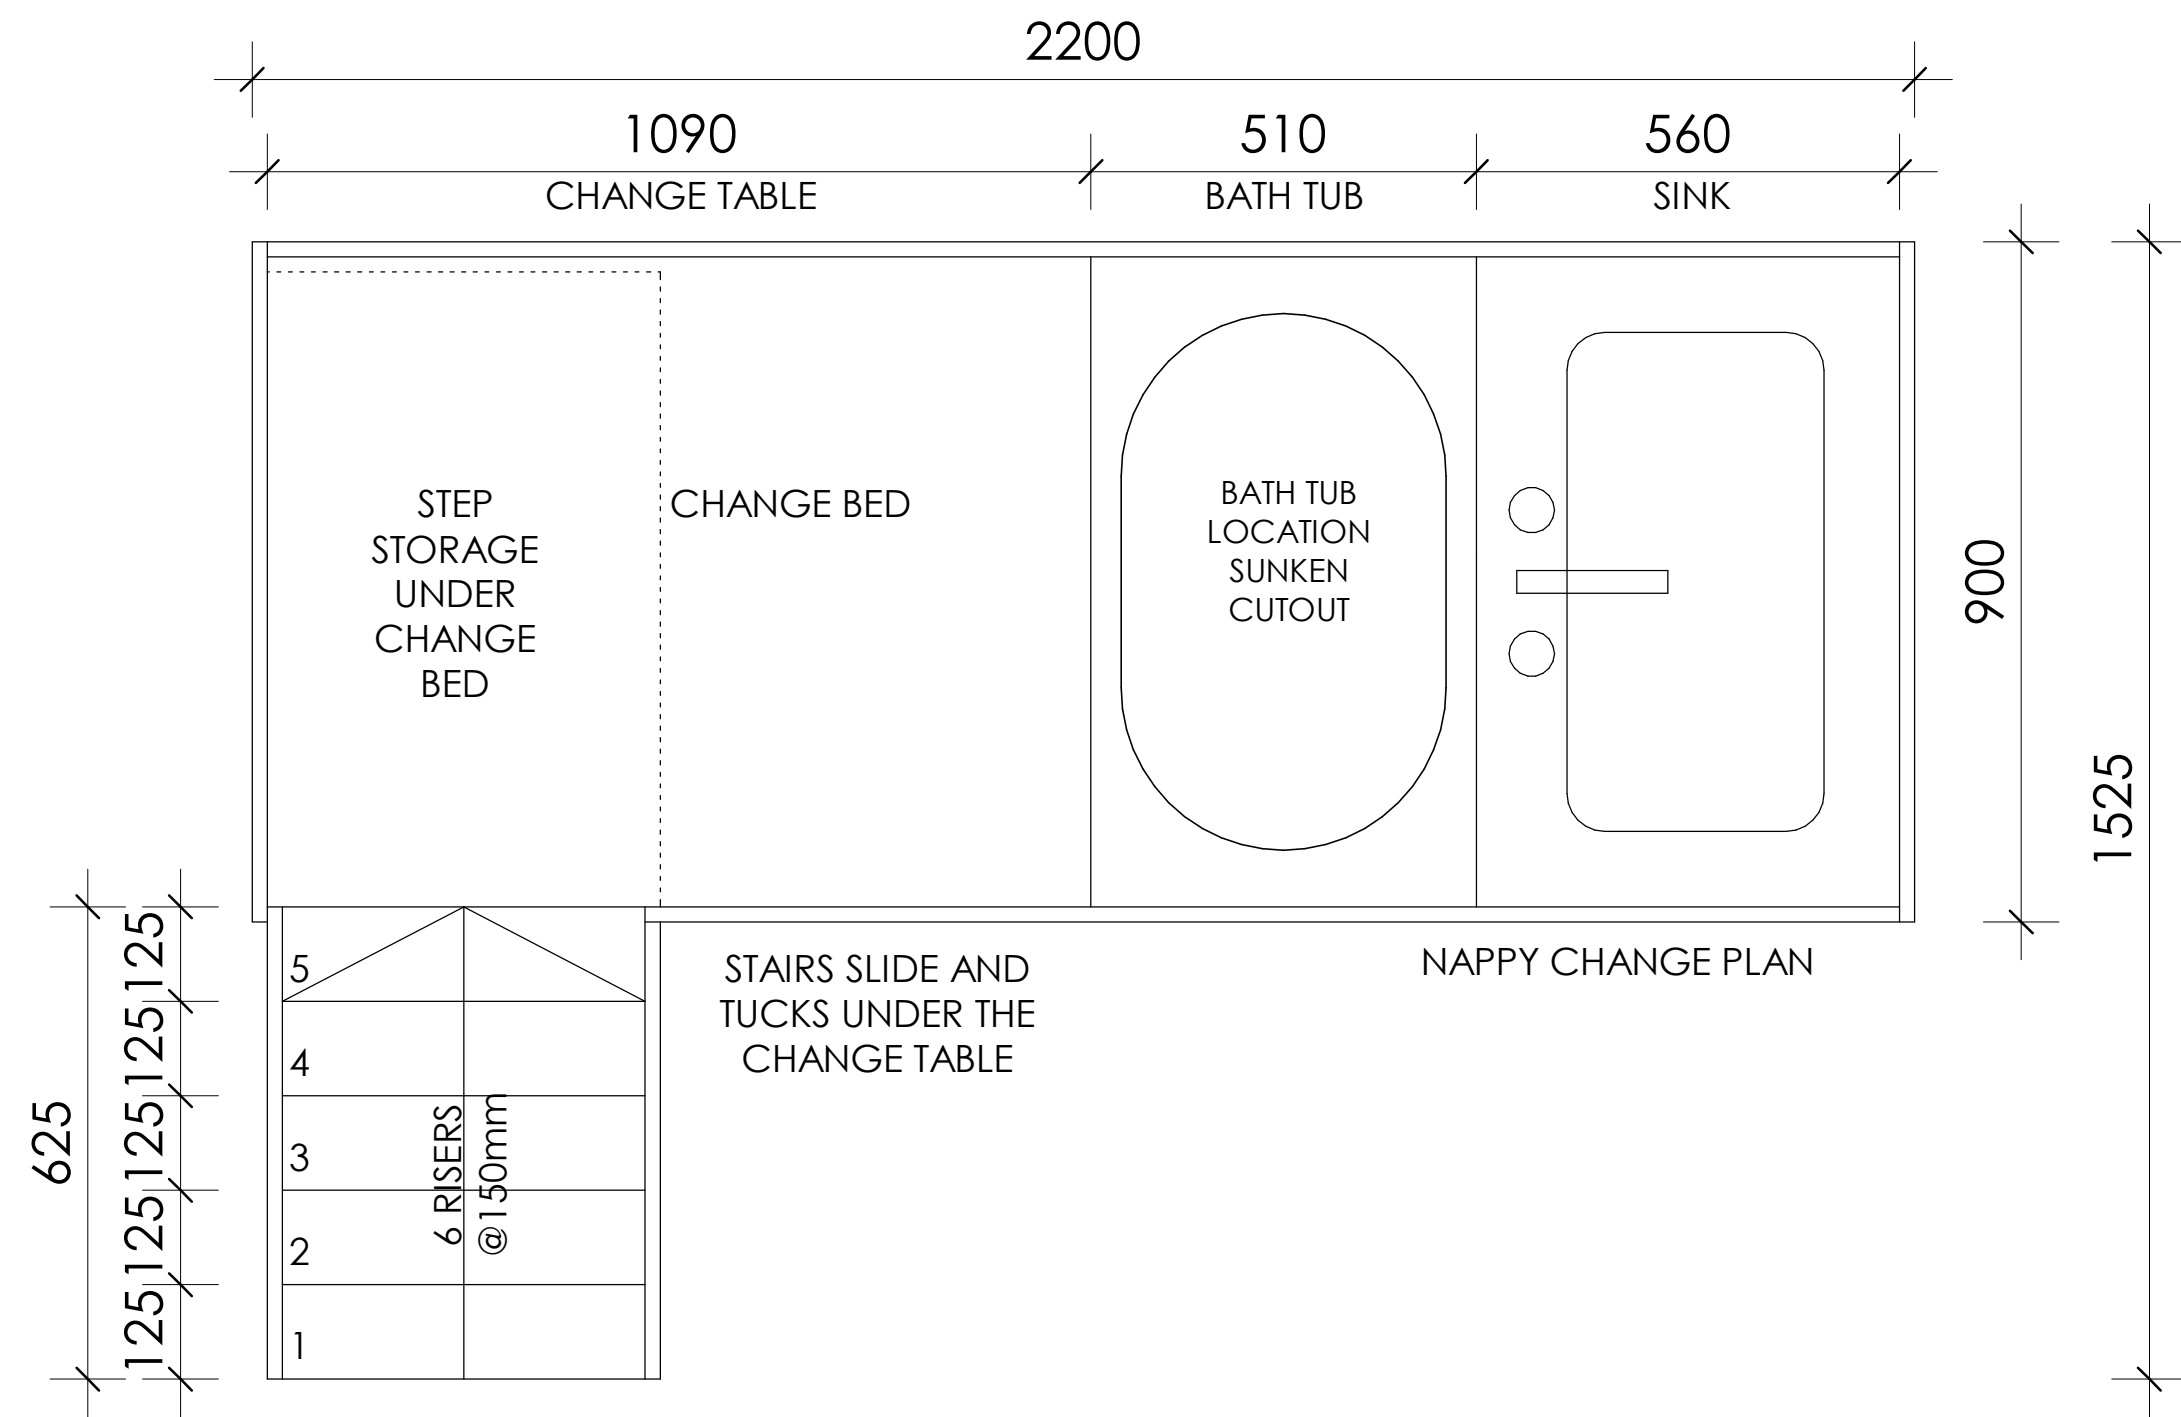 2200
1090
510
560
CHANGE TABLE
BATH TUB
SINK
STEP
STORAGE
UNDER
CHANGE
BED
CHANGE BED
BATH TUB
LOCATION
SUNKEN
CUTOUT
900
1525
STAIRS SLIDE AND
TUCKS UNDER THE
CHANGE TABLE
NAPPY CHANGE PLAN
625
125
125
125
125
125
5
4
3
2
1
6 RISERS
@150mm